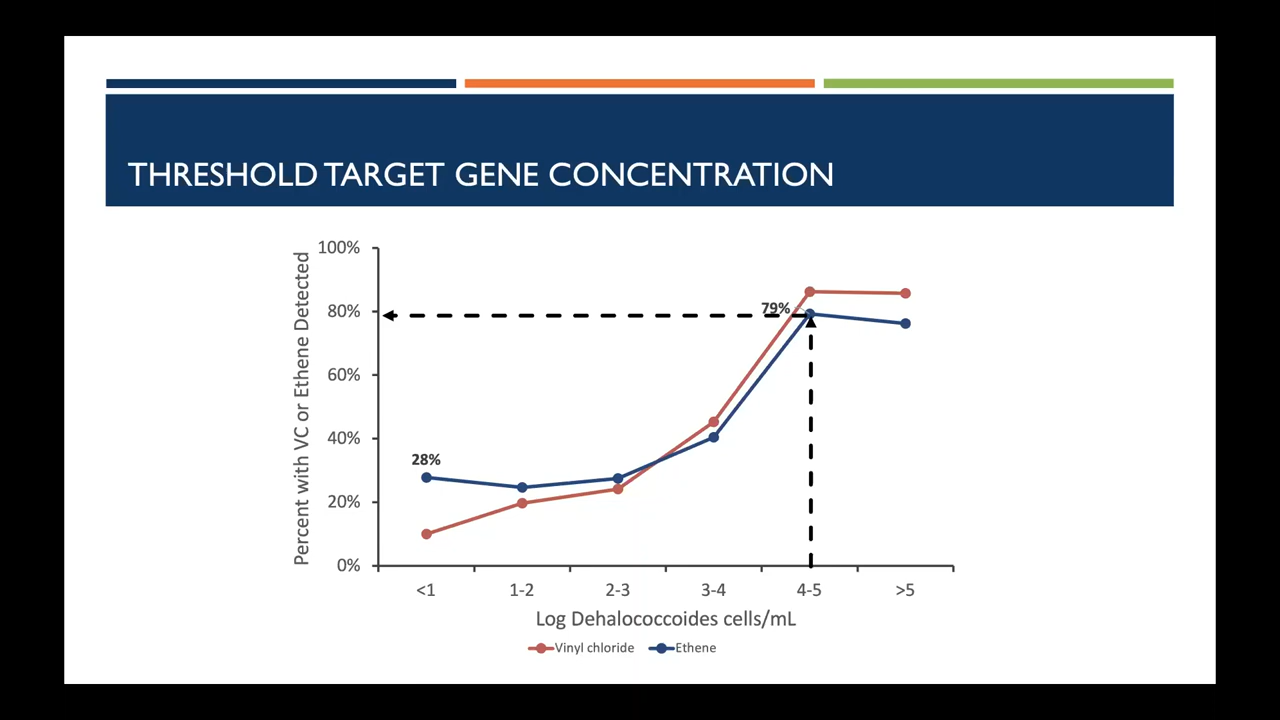 THRESHOLD TARGET GENE CONCENTRATION
Percent with VC or Ethene Detected
100%
80%
60%
40%
20%
0%
28%
79%
<1
1-2
2-3
3-4
4-5
>5
Log Dehalococcoides cells/mL
Vinyl chloride
Ethene